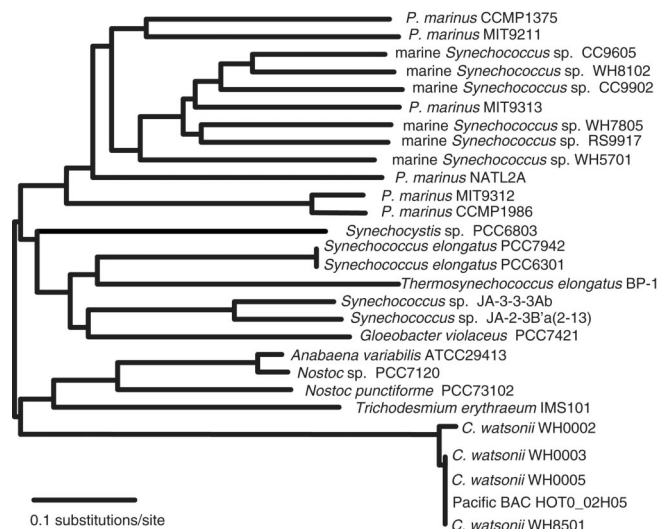 P. marinus CCMP1375
P. marinus MIT9211
marine Synechococcus sp. CC9605
marine Synechococcus sp. WH8102
marine Synechococcus sp. CC9902
P. marinus MIT9313
marine Synechococcus sp. WH7805
marine Synechococcus sp. RS9917
marine Synechococcus sp. WH5701
P. marinus NATL2A
P. marinus MIT9312
P. marinus CCMP1986
Synechocystis sp. PCC6803
Synechococcus elongatus PCC7942
Synechococcus elongatus PCC6301
Thermosynechococcus elongatus BP-1
Synechococcus sp. JA-3-3-3Ab
Synechococcus sp. JA-2-3B'a(2-13)
Gloeobacter violaceus PCC7421
Anabaena variabilis ATCC29413
Nostoc sp. PCC7120
Nostoc punctiforme PCC73102
Trichodesmium erythraeum IMS101
C. watsonii WH0002
C. watsonii WH0003
C. watsonii WH0005
Pacific BAC HOT0_02H05
C. watsonii WH8501
0.1 substitutions/site